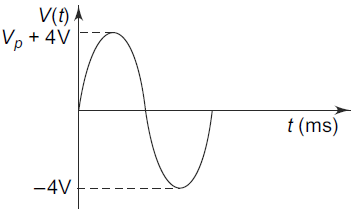 V(t)
Vp + 4V
t (ms)
–4V